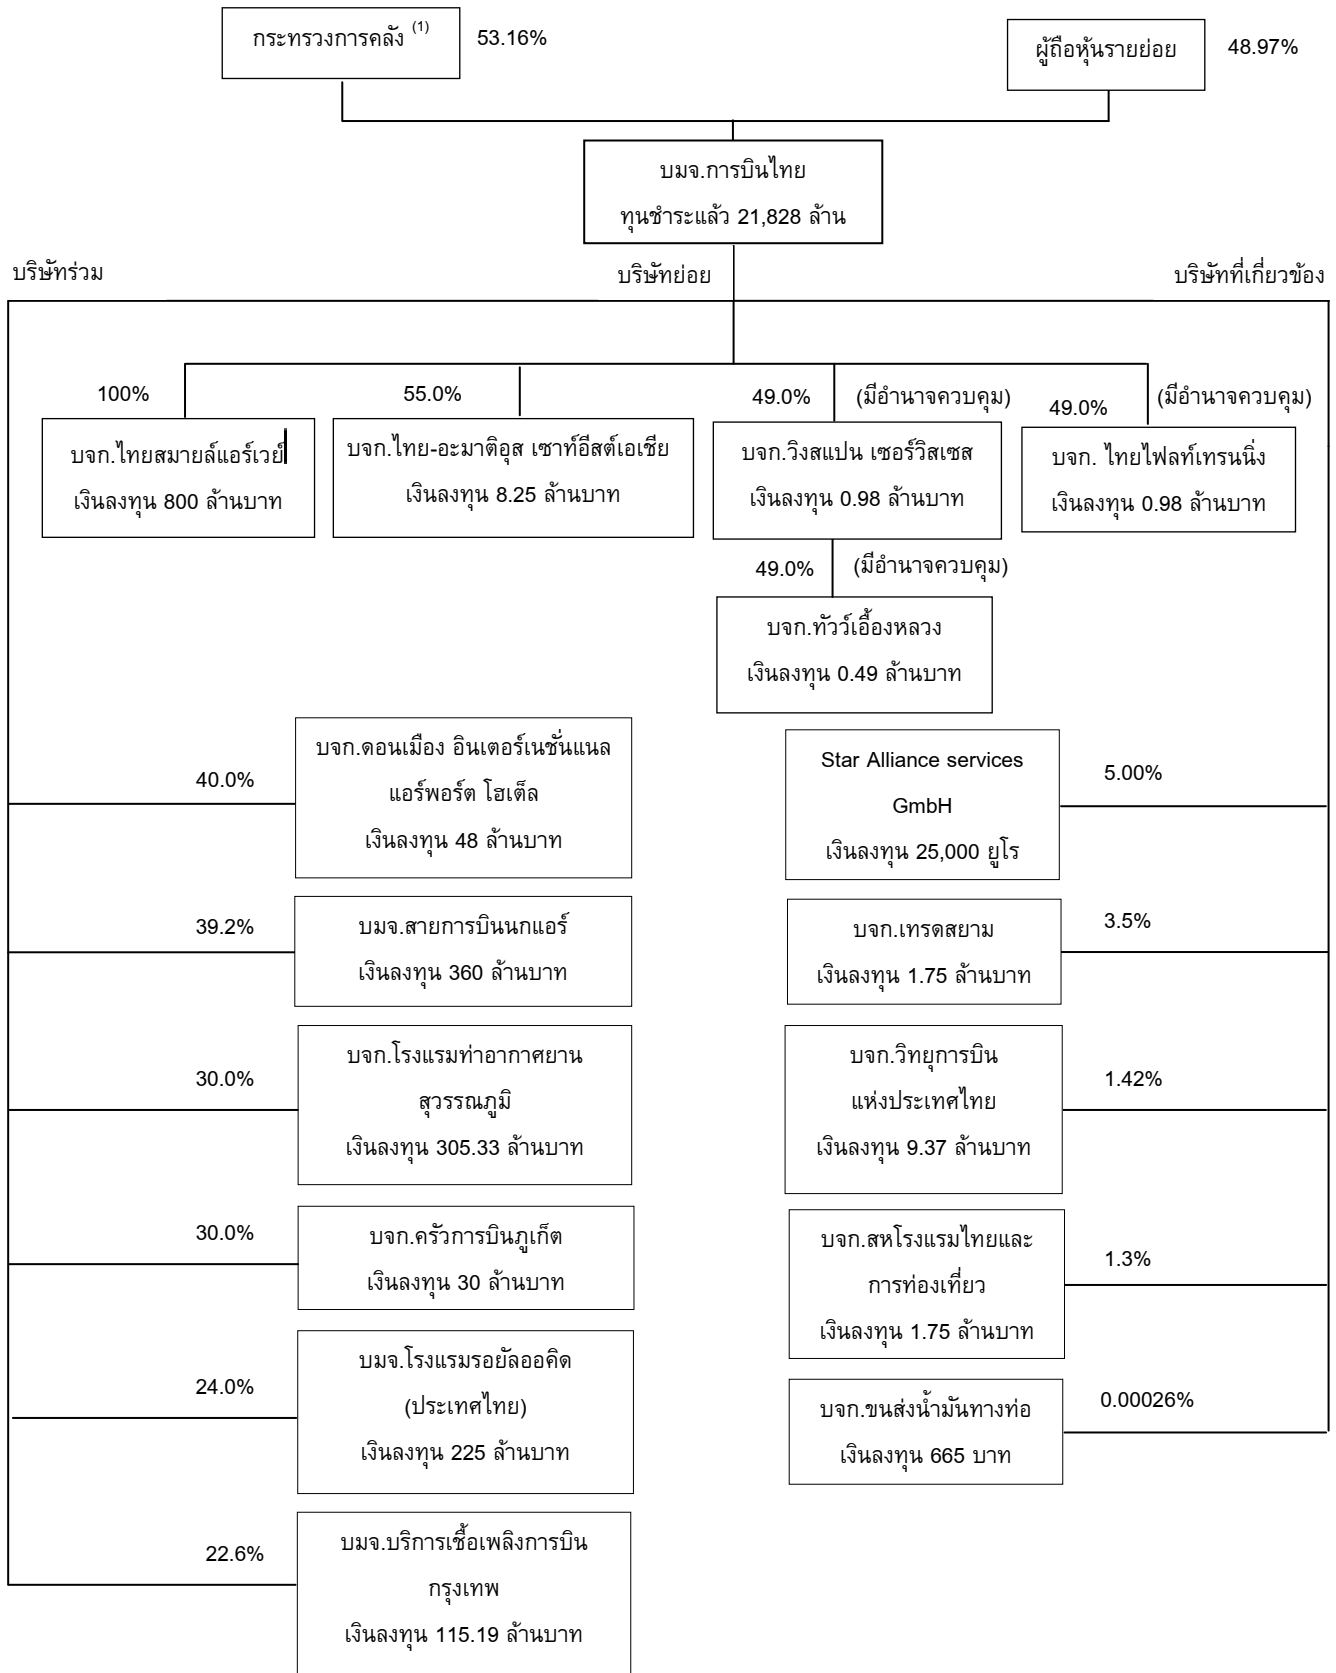 กระทรวงการคลัง (1)
53.16%
ผู้ถือหุ้นรายย่อย
48.97%
บมจ.การบินไทย
ทุนชำระแล้ว 21,828 ล้าน
บริษัทร่วม
บริษัทย่อย
บริษัทที่เกี่ยวข้อง
100%
บจก.ไทยสมายล์แอร์เวย์
เงินลงทุน 800 ล้านบาท
55.0%
บจก.ไทย-อะมาดิอุส เซาท์อีสต์เอเชีย
เงินลงทุน 8.25 ล้านบาท
49.0%
(มีอำนาจควบคุม)
บจก.วิงสแปน เซอร์วิสเซส
เงินลงทุน 0.98 ล้านบาท
49.0%
(มีอำนาจควบคุม)
บจก. ไทยไฟลท์เทรนนิ่ง
เงินลงทุน 0.98 ล้านบาท
49.0%
(มีอำนาจควบคุม)
บจก.ทัวร์เอื้องหลวง
เงินลงทุน 0.49 ล้านบาท
40.0%
บจก.ดอนเมือง อินเตอร์เนชั่นแนล
แอร์พอร์ต โฮเต็ล
เงินลงทุน 48 ล้านบาท
39.2%
บมจ.สายการบินนกแอร์
เงินลงทุน 360 ล้านบาท
30.0%
บจก.โรงแรมท่าอากาศยาน
สุวรรณภูมิ
เงินลงทุน 305.33 ล้านบาท
30.0%
บจก.ครัวการบินภูเก็ต
เงินลงทุน 30 ล้านบาท
24.0%
บมจ.โรงแรมรอยัลออคิด
(ประเทศไทย)
เงินลงทุน 225 ล้านบาท
22.6%
บมจ.บริการเชื้อเพลิงการบิน
กรุงเทพ
เงินลงทุน 115.19 ล้านบาท
Star Alliance services
GmbH
เงินลงทุน 25,000 ยูโร
5.00%
บจก.เทรดสยาม
เงินลงทุน 1.75 ล้านบาท
3.5%
บจก.วิทยุการบิน
แห่งประเทศไทย
เงินลงทุน 9.37 ล้านบาท
1.42%
บจก.สหโรงแรมไทยและ
การท่องเที่ยว
เงินลงทุน 1.75 ล้านบาท
1.3%
บจก.ขนส่งน้ำมันทางท่อ
เงินลงทุน 665 บาท
0.00026%